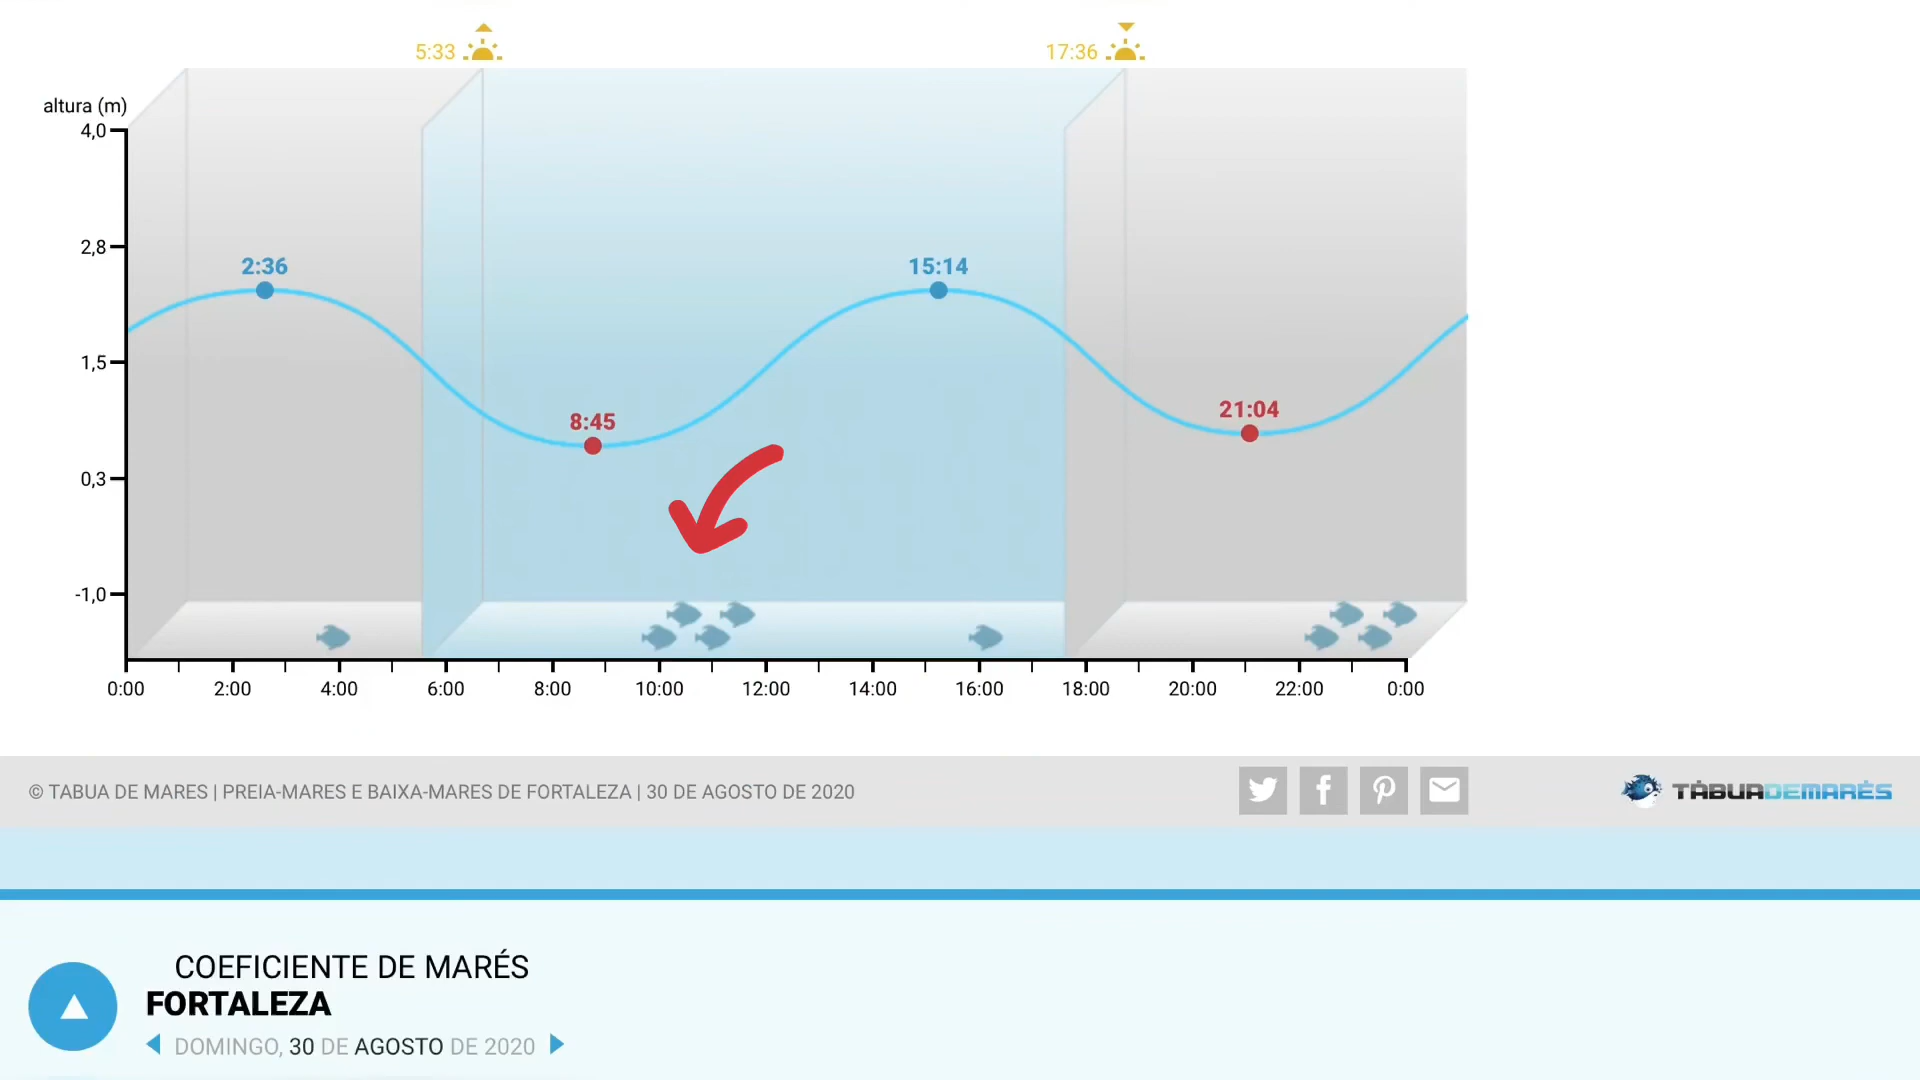 5:33
17:36
altura (m)
4,0
2,8
2:36
15:14
1,5
8:45
21:04
0,3
-1,0
0:00 2:00 4:00 6:00 8:00 10:00 12:00 14:00 16:00 18:00 20:00 22:00 0:00
© TABUA DE MARES | PREIA-MARES E BAIXA-MARES DE FORTALEZA | 30 DE AGOSTO DE 2020
TÁBUADEMARÉS
COEFICIENTE DE MARÉS
FORTALEZA
DOMINGO, 30 DE AGOSTO DE 2020